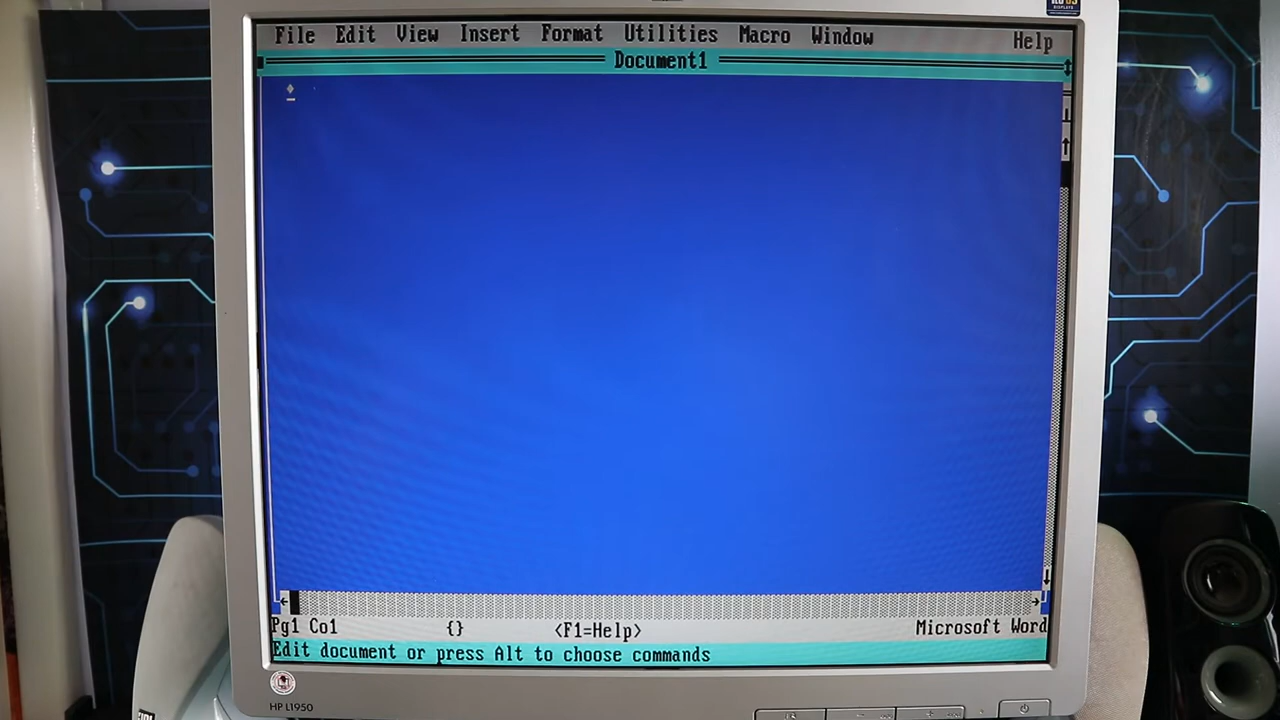 File Edit View Insert Format Utilities Macro Window Help
Document1
Pg1 Co1 {} <F1=Help> Microsoft Word
Edit document or press Alt to choose commands
HP L1950